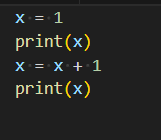 x = 1
print(x)
x = x + 1
print(x)